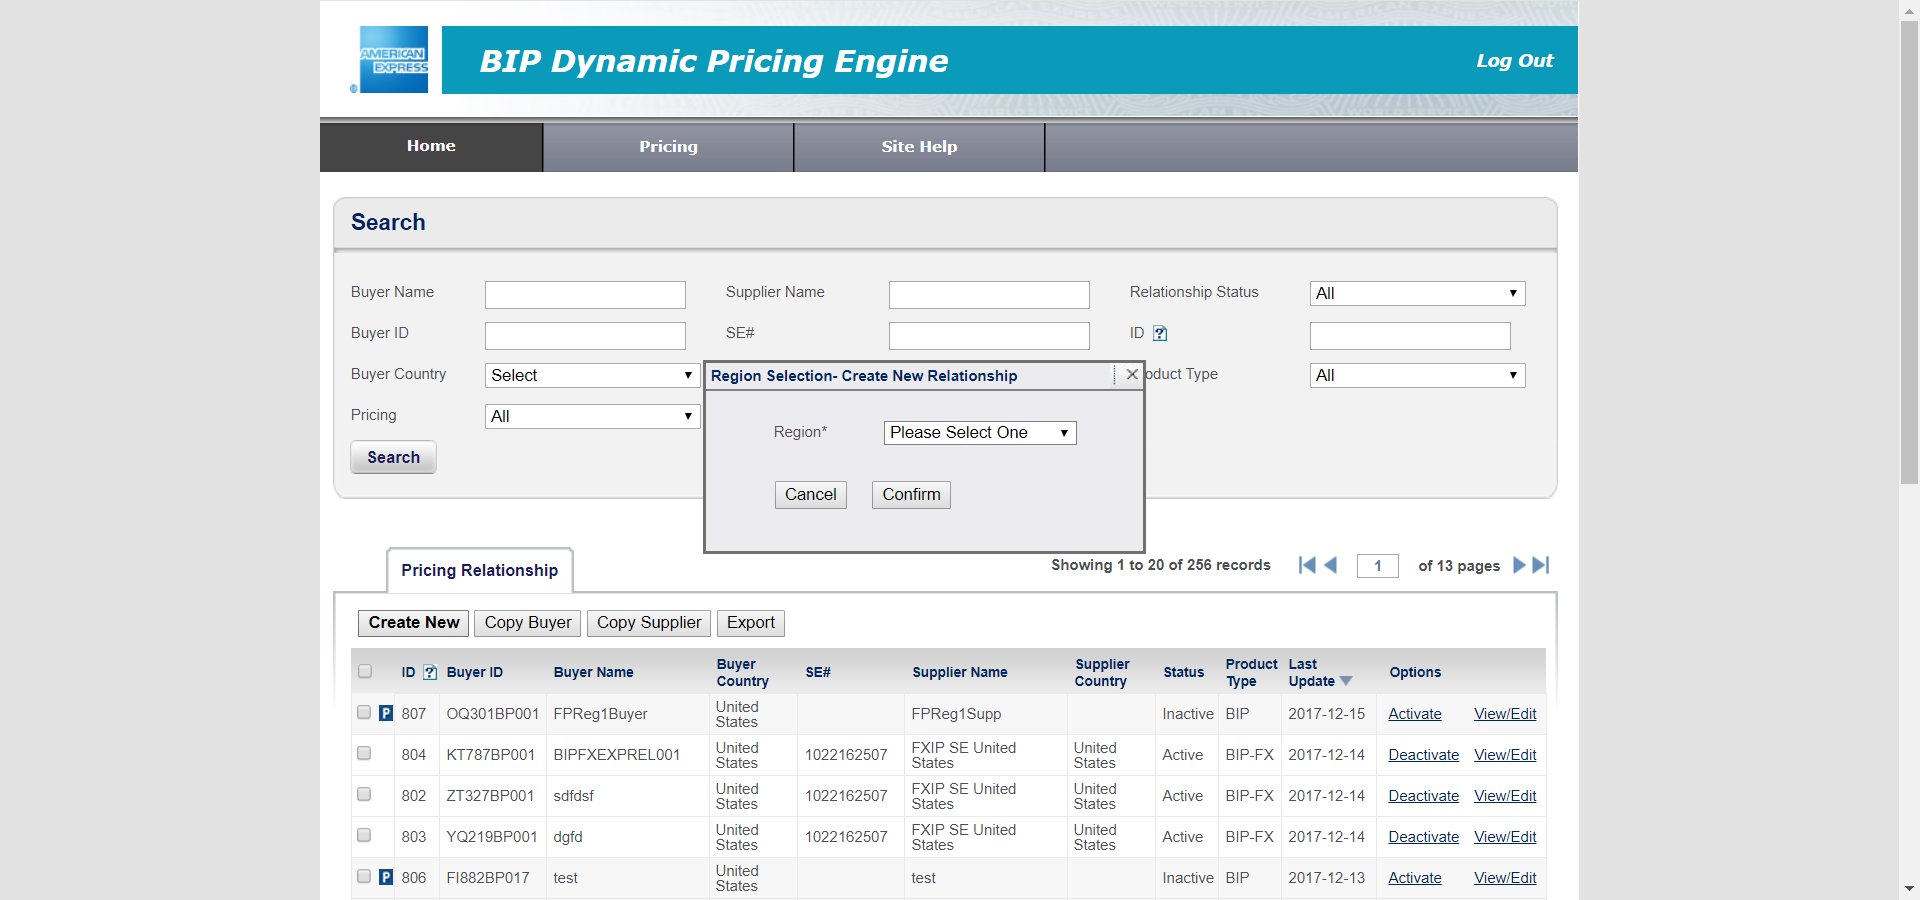 AMERICAN
EXPRESS
®
BIP Dynamic Pricing Engine
Log Out
Home Pricing Site Help
Search
Buyer Name Supplier Name Relationship Status All
Buyer ID SE# ID ?
Buyer Country Select oduct Type All
Pricing All
Search
Region Selection- Create New Relationship
Region* Please Select One
Cancel Confirm
Pricing Relationship
Showing 1 to 20 of 256 records 1 of 13 pages
Create New Copy Buyer Copy Supplier Export
ID ? Buyer ID Buyer Name Buyer Country SE# Supplier Name Supplier Country Status Product Type Last Update Options
P 807 OQ301BP001 FPReg1Buyer United States FPReg1Supp Inactive BIP 2017-12-15 Activate View/Edit
804 KT787BP001 BIPFXEXPREL001 United States 1022162507 FXIP SE United States United States Active BIP-FX 2017-12-14 Deactivate View/Edit
802 ZT327BP001 sdfdsf United States 1022162507 FXIP SE United States United States Active BIP-FX 2017-12-14 Deactivate View/Edit
803 YQ219BP001 dgfd United States 1022162507 FXIP SE United States United States Active BIP-FX 2017-12-14 Deactivate View/Edit
P 806 FI882BP017 test United States test Inactive BIP 2017-12-13 Activate View/Edit